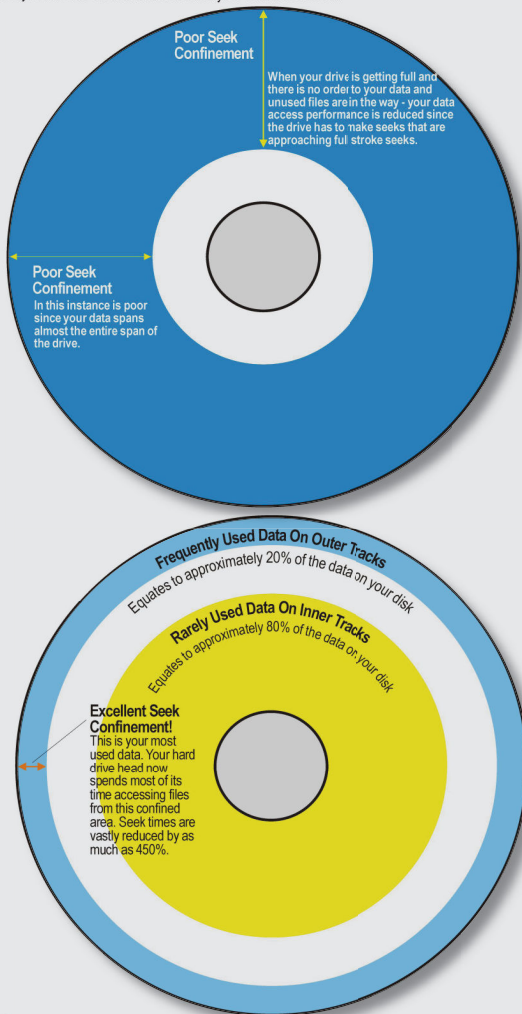 Poor Seek
Confinement
When your drive is getting full and
there is no order to your data and
unused files are in the way - your data
access performance is reduced since
the drive has to make seeks that are
approaching full stroke seeks.
Poor Seek
Confinement
In this instance is poor
since your data spans
almost the entire span of
the drive.
Frequently Used Data On Outer Tracks
Equates to approximately 20% of the data on your disk
Rarely Used Data On Inner Tracks
Equates to approximately 80% of the data on your disk
Excellent Seek
Confinement!
This is your most
used data. Your hard
drive head now
spends most of its
time accessing files
from this confined
area. Seek times are
vastly reduced by as
much as 450%.